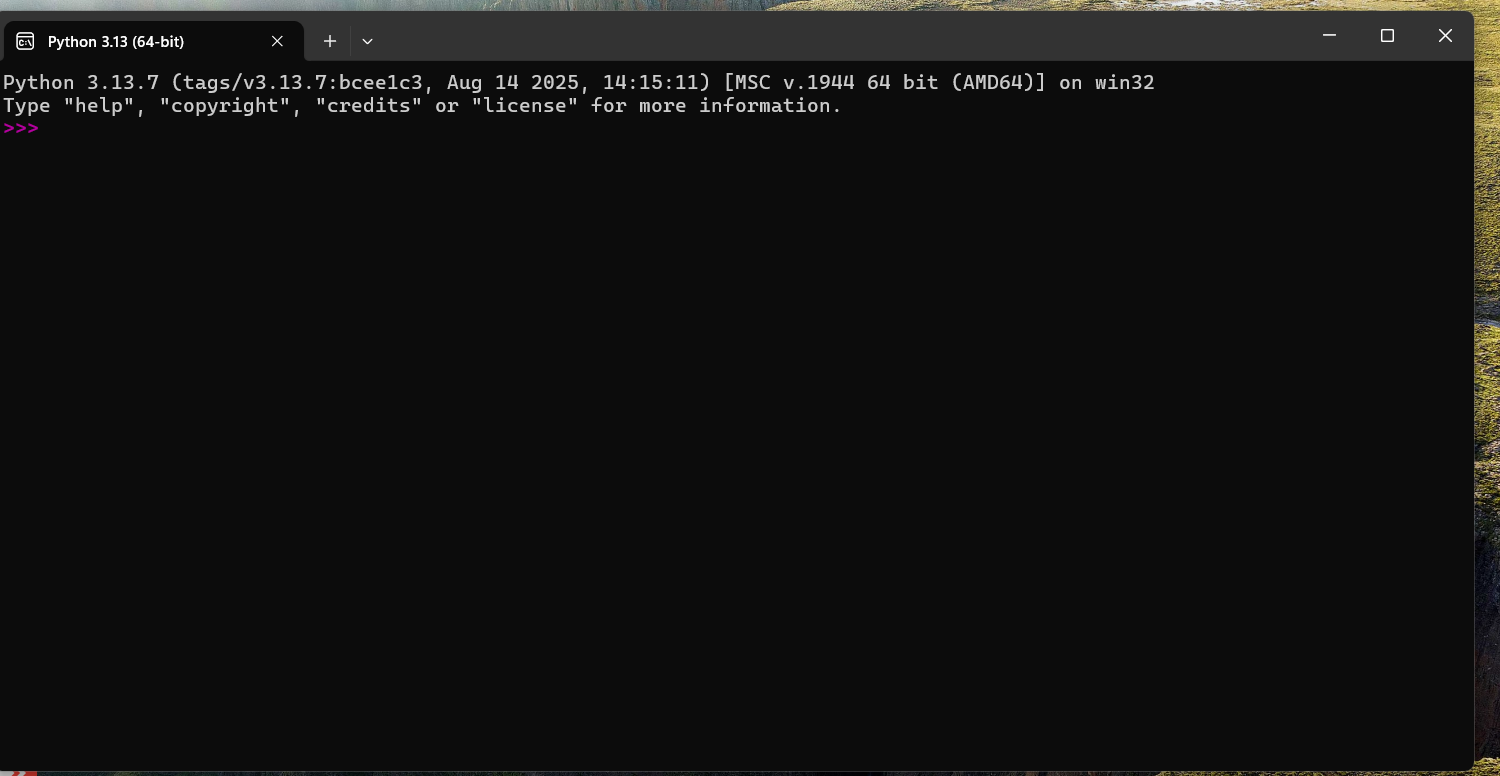 Python 3.13 (64-bit)
Python 3.13.7 (tags/v3.13.7:bcee1c3, Aug 14 2025, 14:15:11) [MSC v.1944 64 bit (AMD64)] on win32
Type "help", "copyright", "credits" or "license" for more information.
>>>